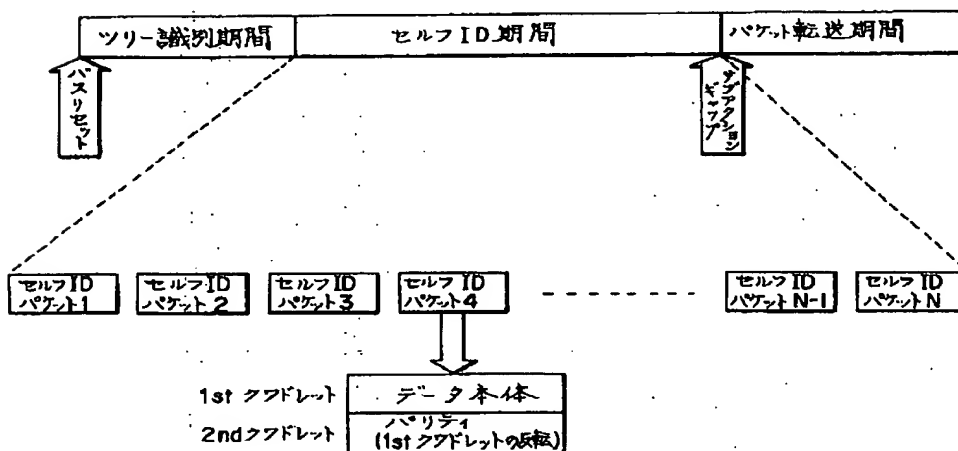 ツリー識別期間
セルフID期間
パケット転送期間
バスリセット
サブアクション
ギャップ
セルフID
パケット1
セルフID
パケット2
セルフID
パケット3
セルフID
パケット4
セルフID
パケットN-1
セルフID
パケットN
1st クワドレット
データ本体
2nd クワドレット
パリティ
(1st クワドレットの反転)